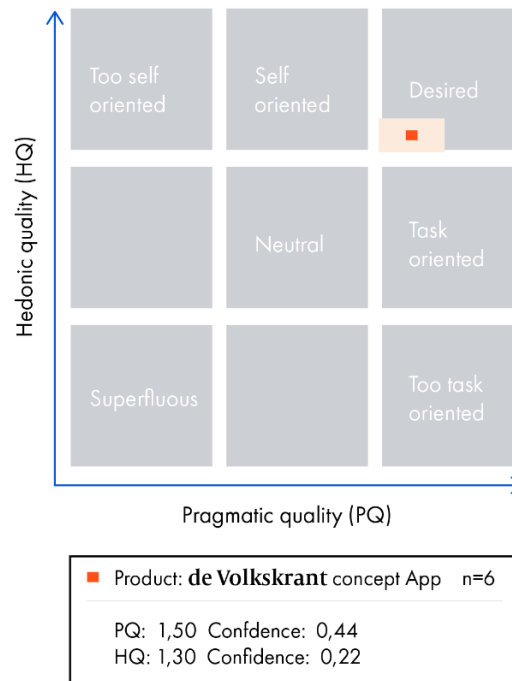 Too self
oriented
Self
oriented
Desired
Neutral
Task
oriented
Superfluous
Too task
oriented
Hedonic quality (HQ)
Pragmatic quality (PQ)
Product: de Volkskrant concept App n=6
PQ: 1,50 Confdence: 0,44
HQ: 1,30 Confidence: 0,22